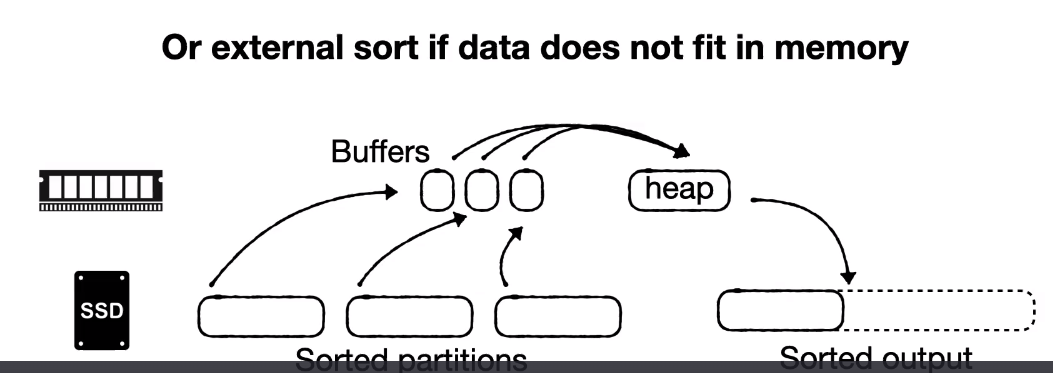 Or external sort if data does not fit in memory
Buffers
heap
SSD
Sorted partitions
Sorted output